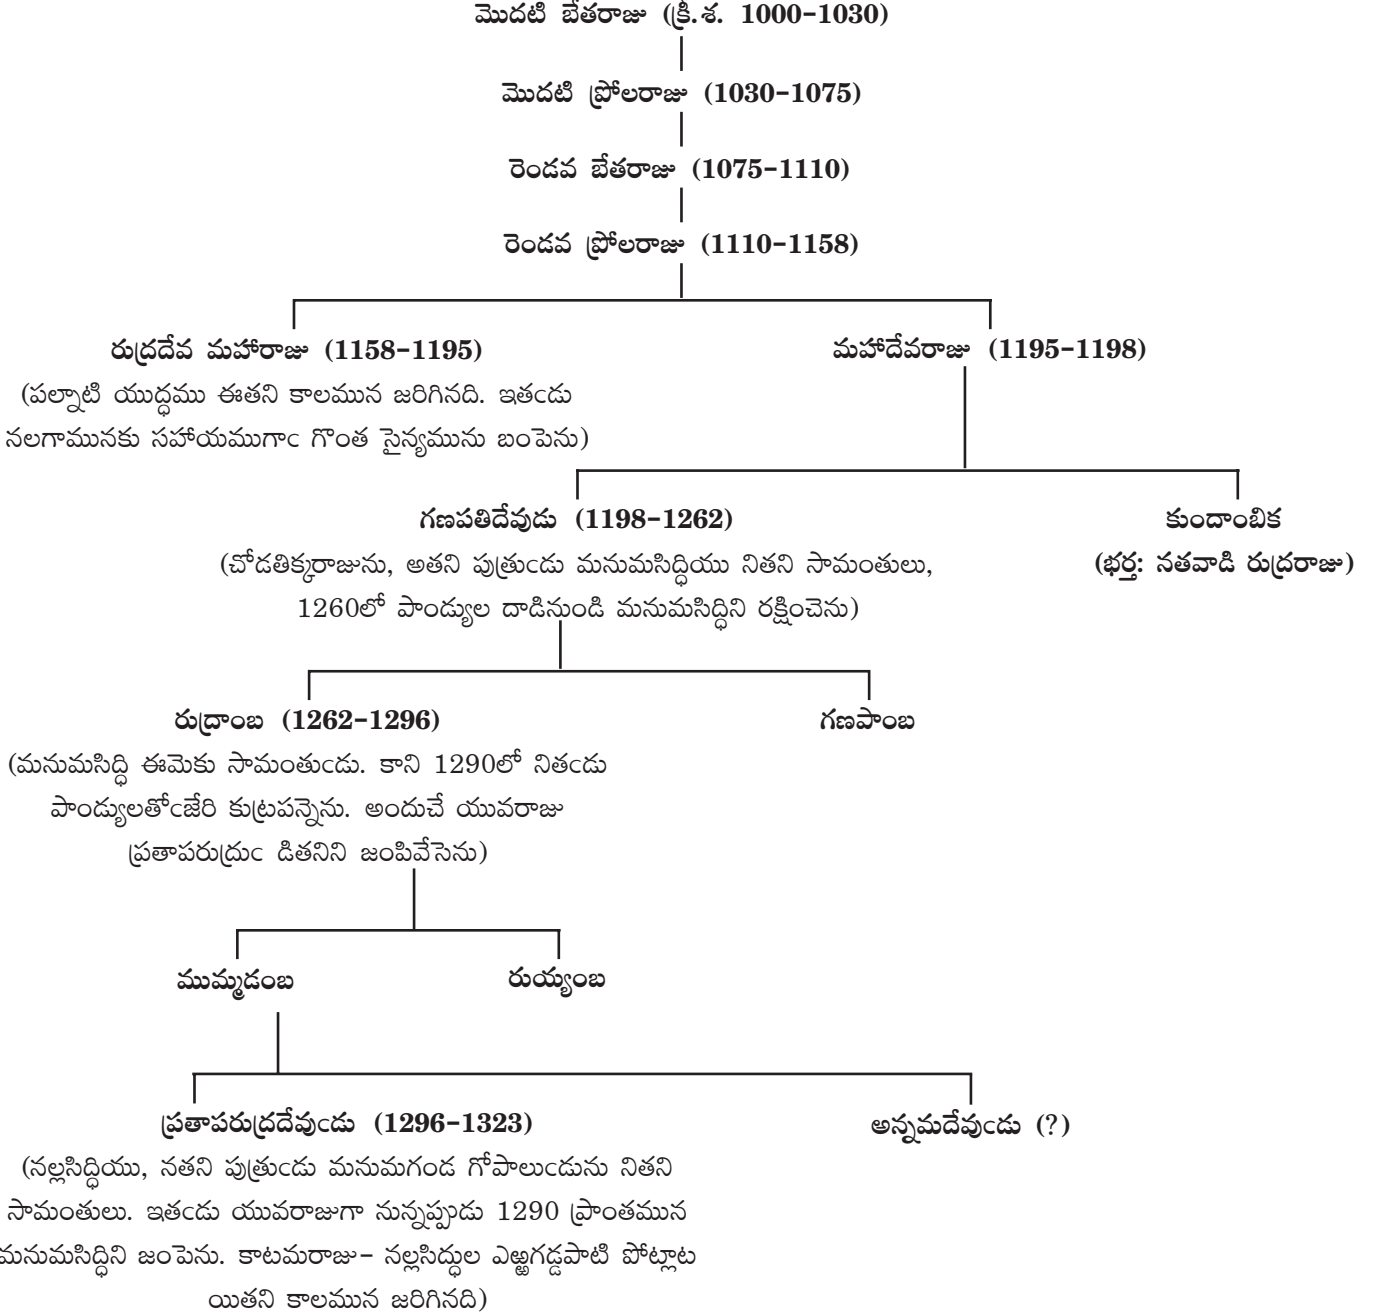 మొదటి బేతరాజు (క్రీ.శ. 1000-1030)
మొదటి ప్రోలరాజు (1030-1075)
రెండవ బేతరాజు (1075-1110)
రెండవ ప్రోలరాజు (1110-1158)
రుద్రదేవ మహారాజు (1158-1195)
మహాదేవరాజు (1195-1198)
(పల్నాటి యుద్ధము ఈతని కాలమున జరిగినది. ఇతఁడు
నలగామునకు సహాయముగాఁ గొంత సైన్యమును బంపెను)
గణపతిదేవుడు (1198-1262)
కుందాంబిక
(చోడతిక్కరాజును, అతని పుత్రుఁడు మనుమసిద్ధియు నితని సామంతులు,
(భర్త: నతవాడి రుద్రరాజు)
1260లో పాండ్యుల దాడినుండి మనుమసిద్ధిని రక్షించెను)
రుద్రాంబ (1262-1296)
గణపాంబ
(మనుమసిద్ధి ఈమెకు సామంతుఁడు. కాని 1290లో నితఁడు
పాండ్యులతోఁజేరి కుట్రపన్నెను. అందుచే యువరాజు
ప్రతాపరుద్రుఁ డితనిని జంపివేసెను)
ముమ్మడంబ
రుయ్యంబ
ప్రతాపరుద్రదేవుఁడు (1296-1323)
అన్నమదేవుఁడు (?)
(నల్లసిద్ధియు, నతని పుత్రుఁడు మనుమగండ గోపాలుఁడును నితని
సామంతులు. ఇతఁడు యువరాజుగా నున్నప్పుడు 1290 ప్రాంతమున
మనుమసిద్ధిని జంపెను. కాటమరాజు- నల్లసిద్ధుల ఎఱ్ఱగడ్డపాటి పోట్లాట
యితని కాలమున జరిగినది)